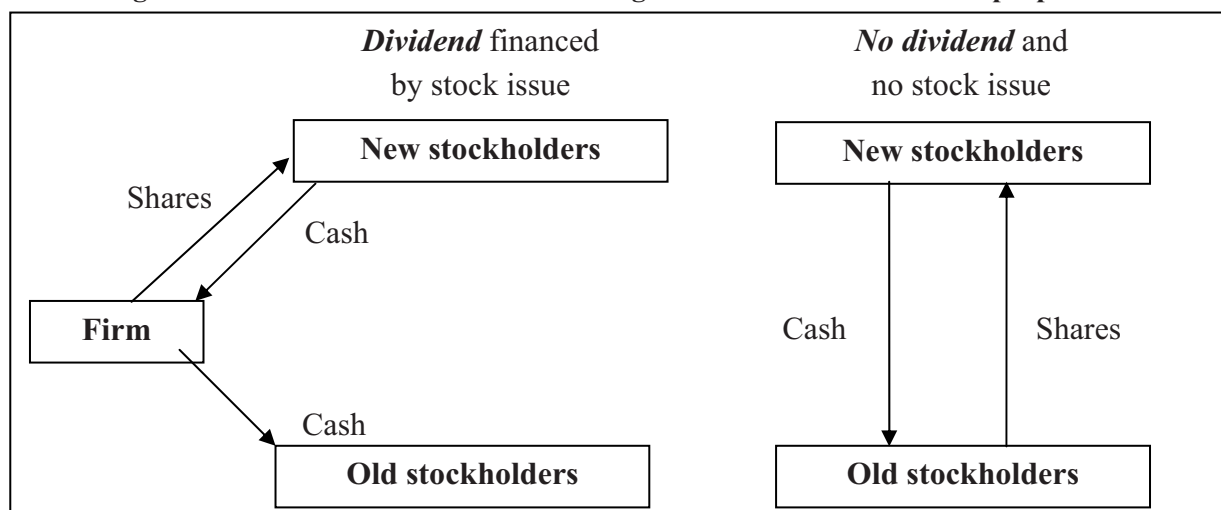 Dividend financed
by stock issue
New stockholders
Shares
Cash
Firm
Cash
Old stockholders
No dividend and
no stock issue
New stockholders
Cash
Shares
Old stockholders